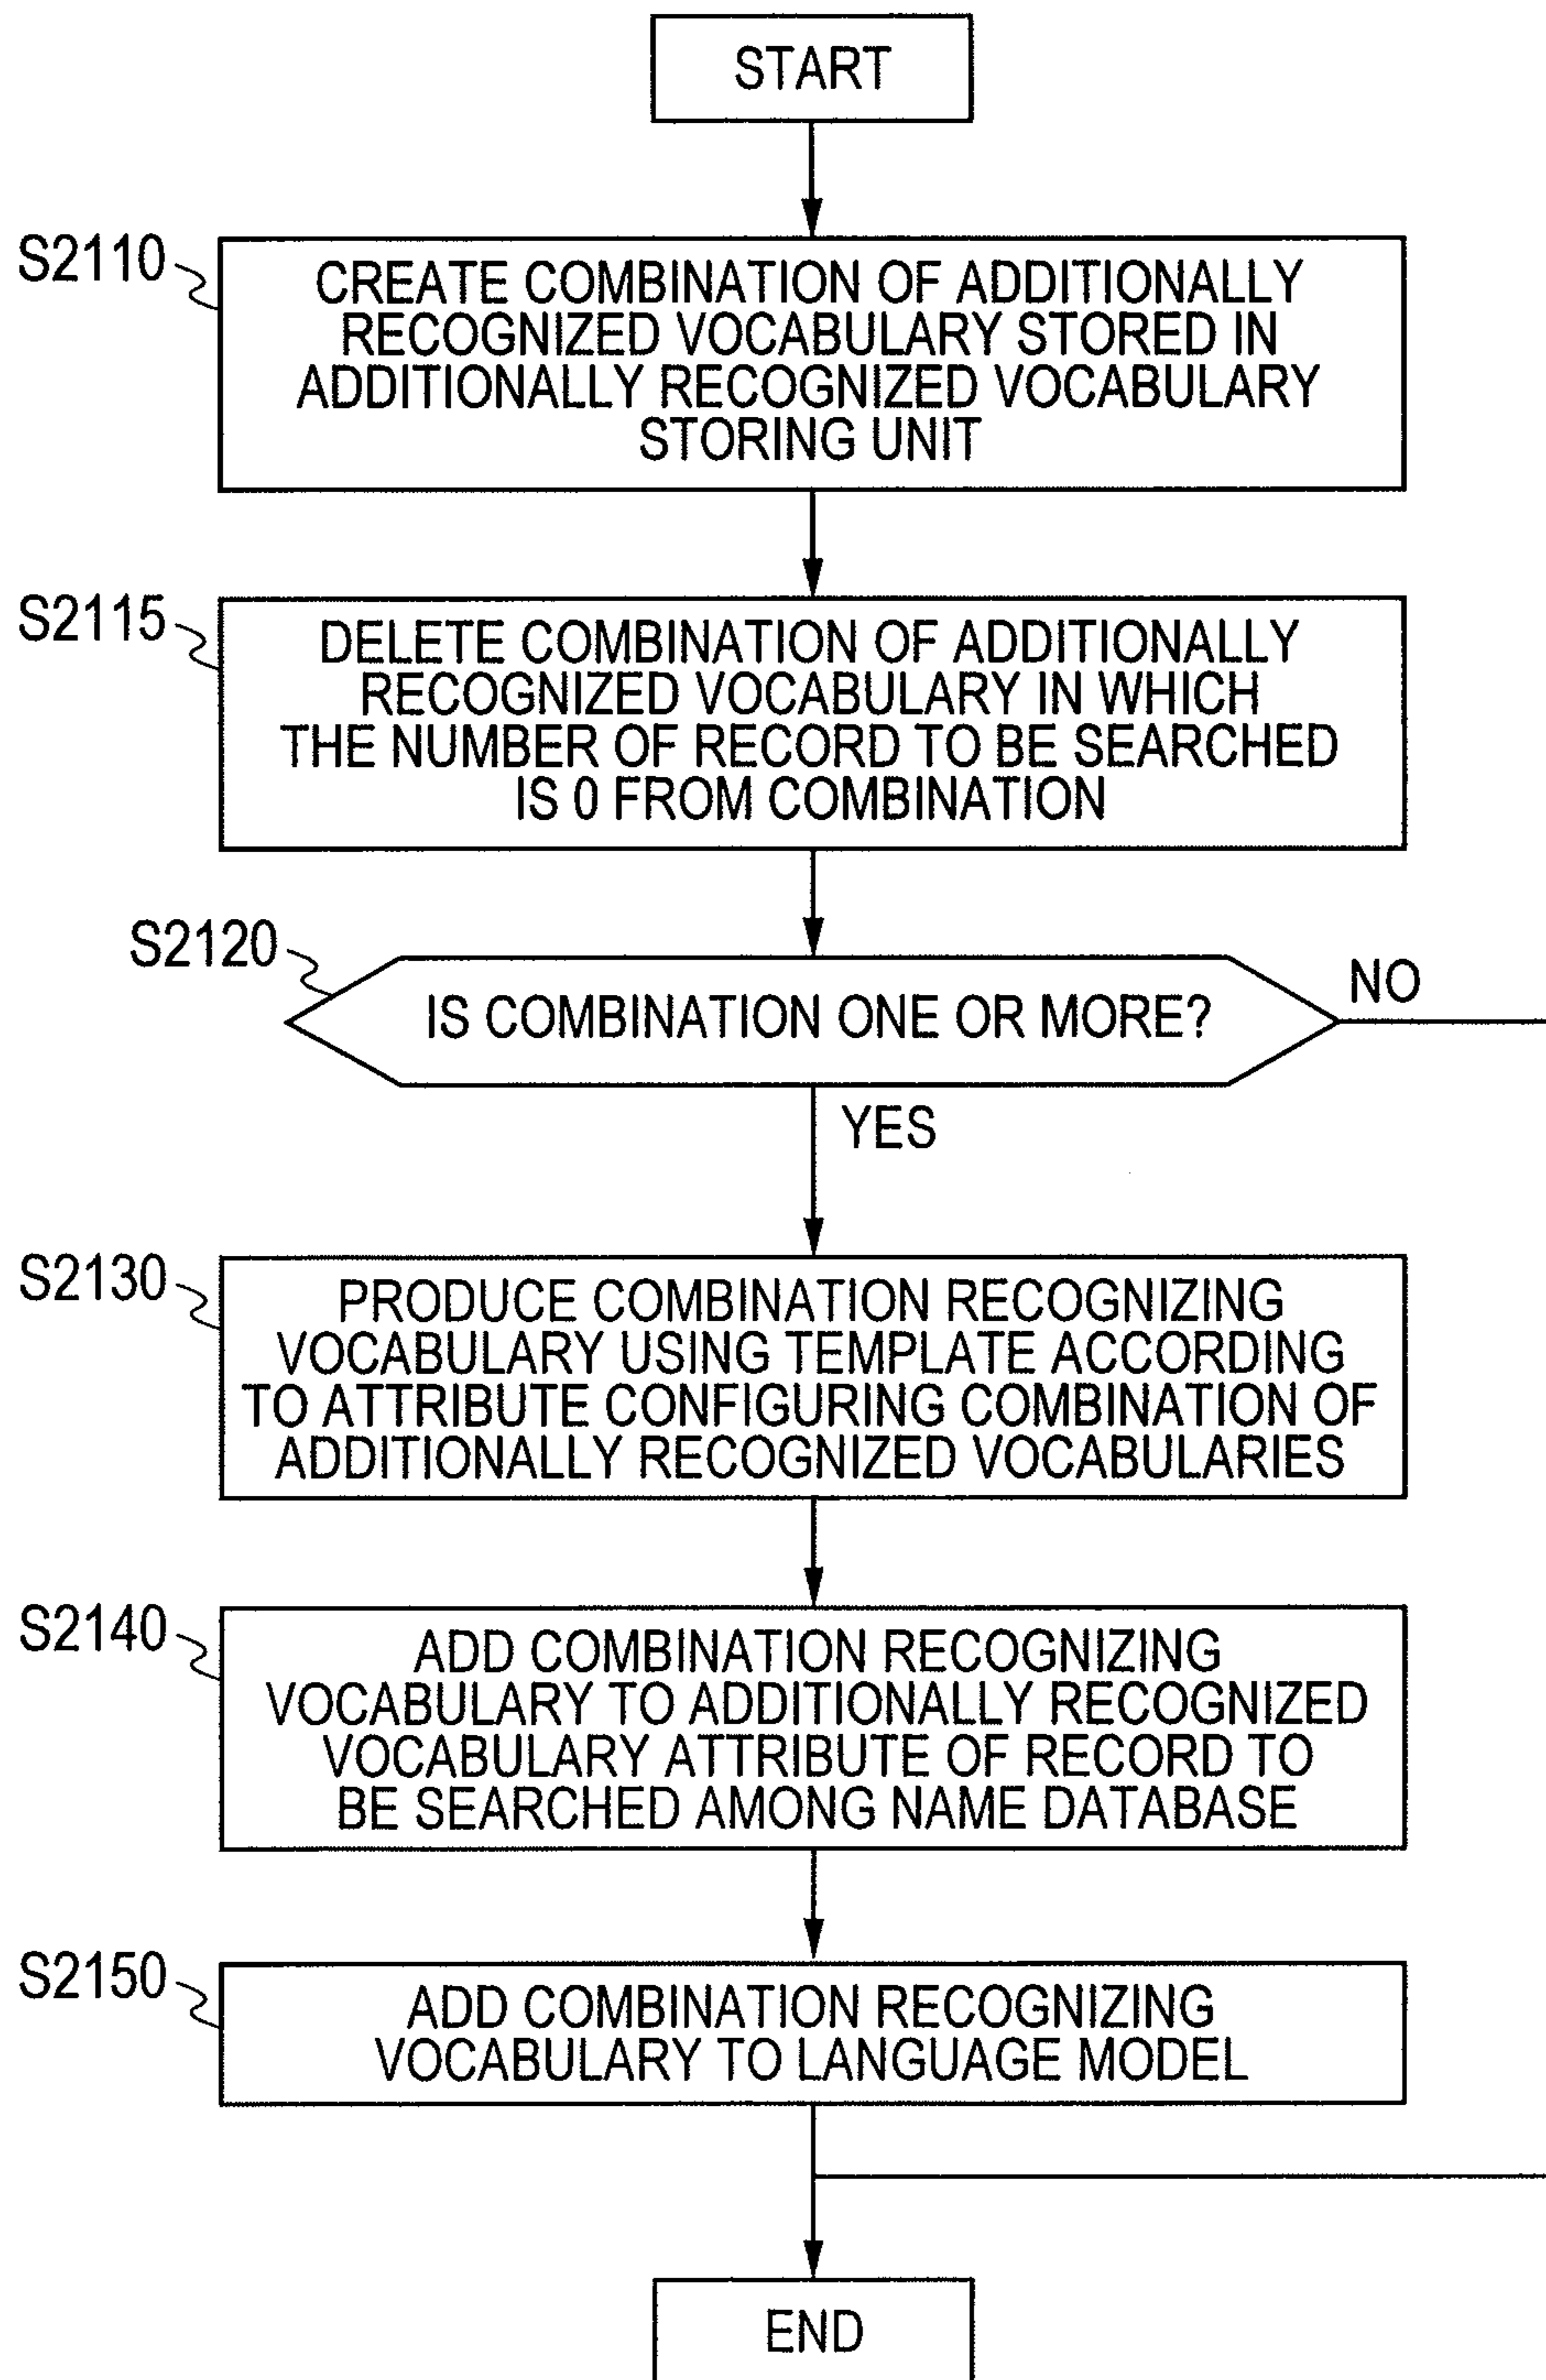 START
S2110
CREATE COMBINATION OF ADDITIONALLY
RECOGNIZED VOCABULARY STORED IN
ADDITIONALLY RECOGNIZED VOCABULARY
STORING UNIT
S2115
DELETE COMBINATION OF ADDITIONALLY
RECOGNIZED VOCABULARY IN WHICH
THE NUMBER OF RECORD TO BE SEARCHED
IS 0 FROM COMBINATION
S2120
IS COMBINATION ONE OR MORE?
NO
YES
S2130
PRODUCE COMBINATION RECOGNIZING
VOCABULARY USING TEMPLATE ACCORDING
TO ATTRIBUTE CONFIGURING COMBINATION OF
ADDITIONALLY RECOGNIZED VOCABULARIES
S2140
ADD COMBINATION RECOGNIZING
VOCABULARY TO ADDITIONALLY RECOGNIZED
VOCABULARY ATTRIBUTE OF RECORD TO
BE SEARCHED AMONG NAME DATABASE
S2150
ADD COMBINATION RECOGNIZING
VOCABULARY TO LANGUAGE MODEL
END